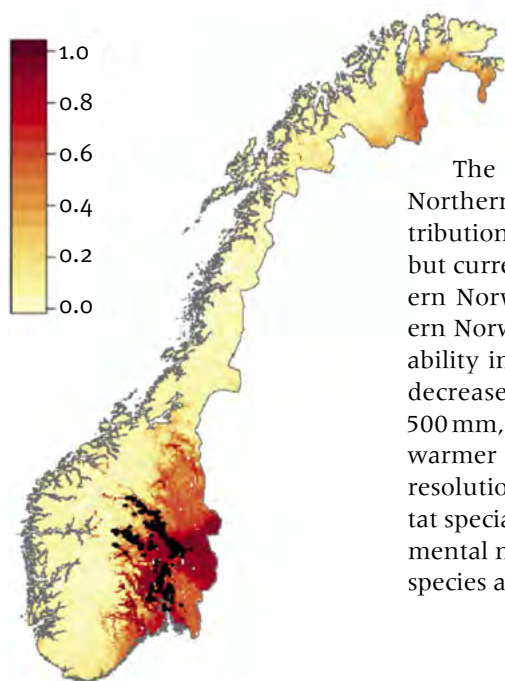 1.0
0.8
0.6
0.4
0.2
0.0
The
Northern
tribution
but curre
ern Norw
ern Norw
ability in
decrease
500 mm,
warmer
resolutio
tat specia
mental n
species a